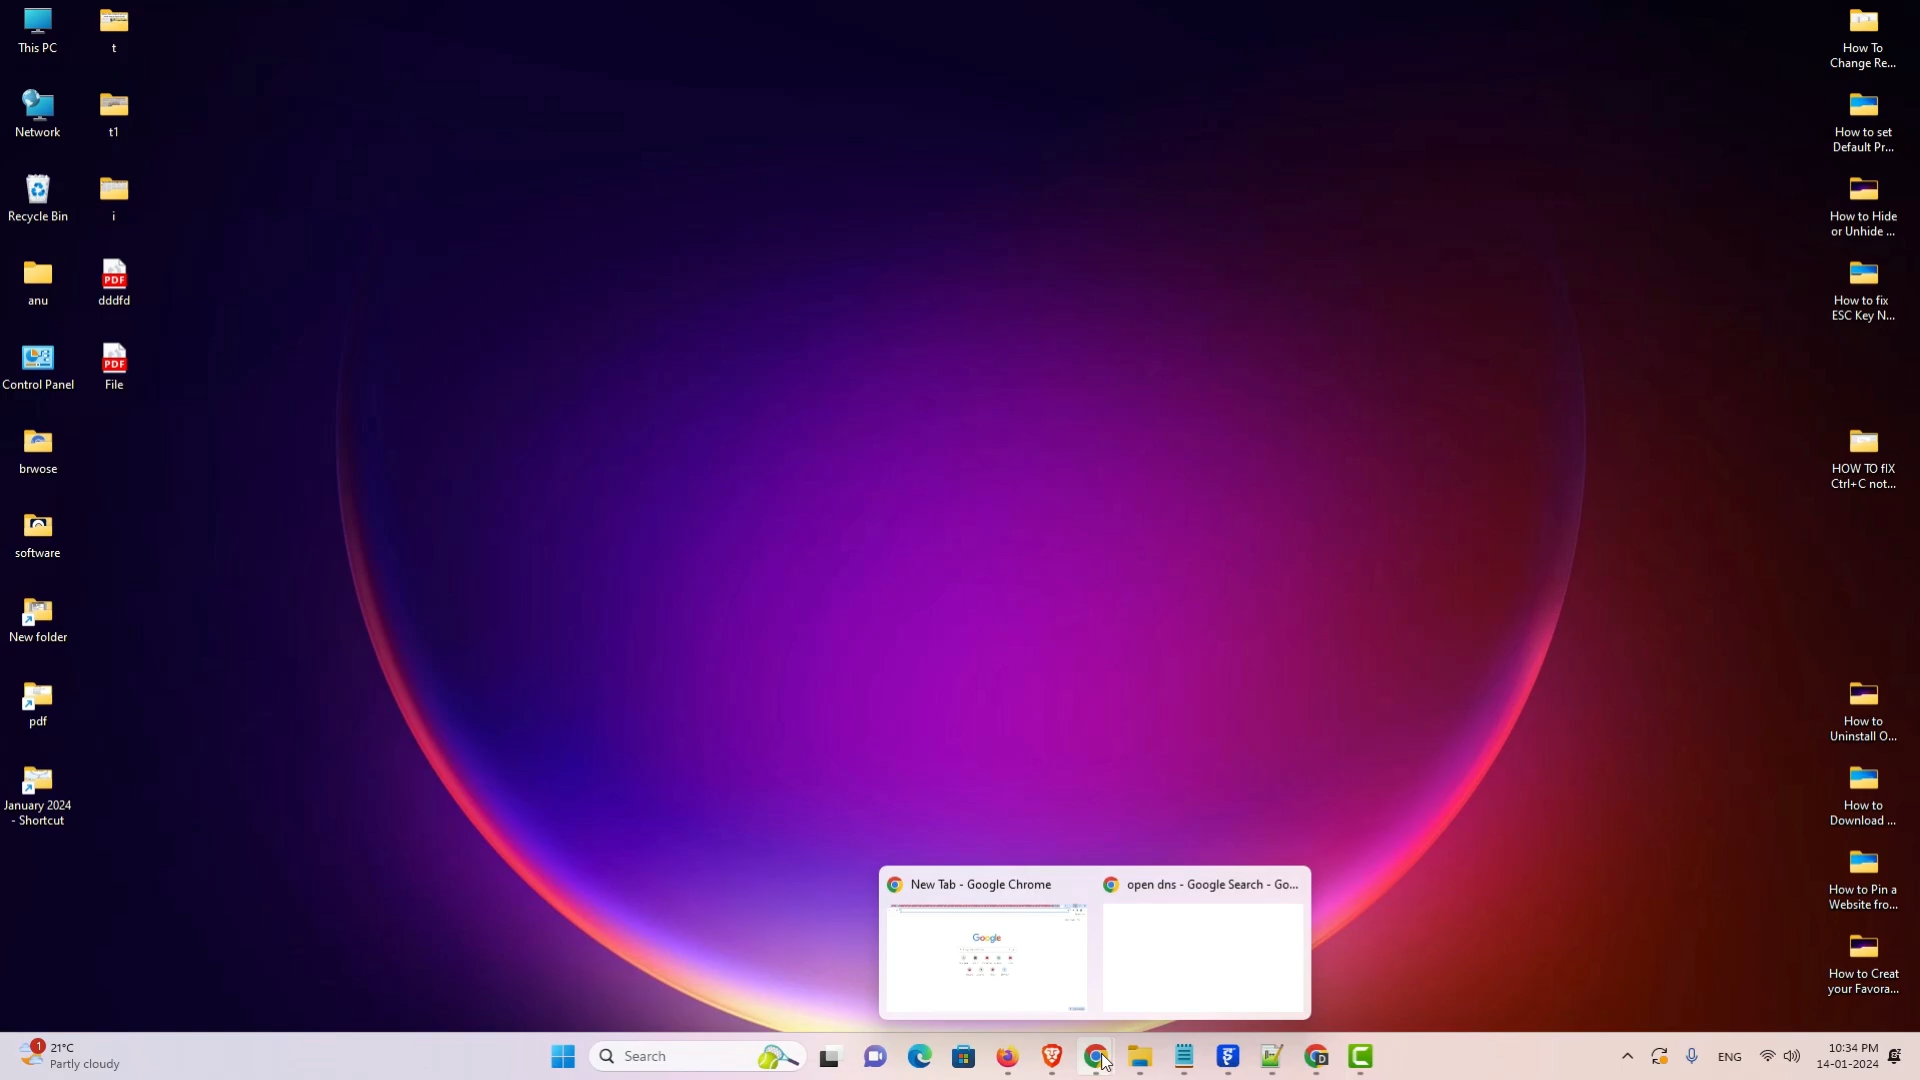 This PC
t
Network
t1
Recycle Bin
i
anu
PDF
dddfd
Control Panel
PDF
File
brwose
software
New folder
pdf
January 2024
- Shortcut
How To
Change Re...
How to set
Default Pr...
How to Hide
or Unhide ...
How to fix
ESC Key N...
HOW TO fIX
Ctrl+C not...
How to
Uninstall O...
How to
Download ...
How to Pin a
Website fro...
How to Creat
your Favora...
New Tab - Google Chrome
open dns - Google Search - Go...
Google
1
21°C
Partly cloudy
Search
D
ENG
10:34 PM
14-01-2024